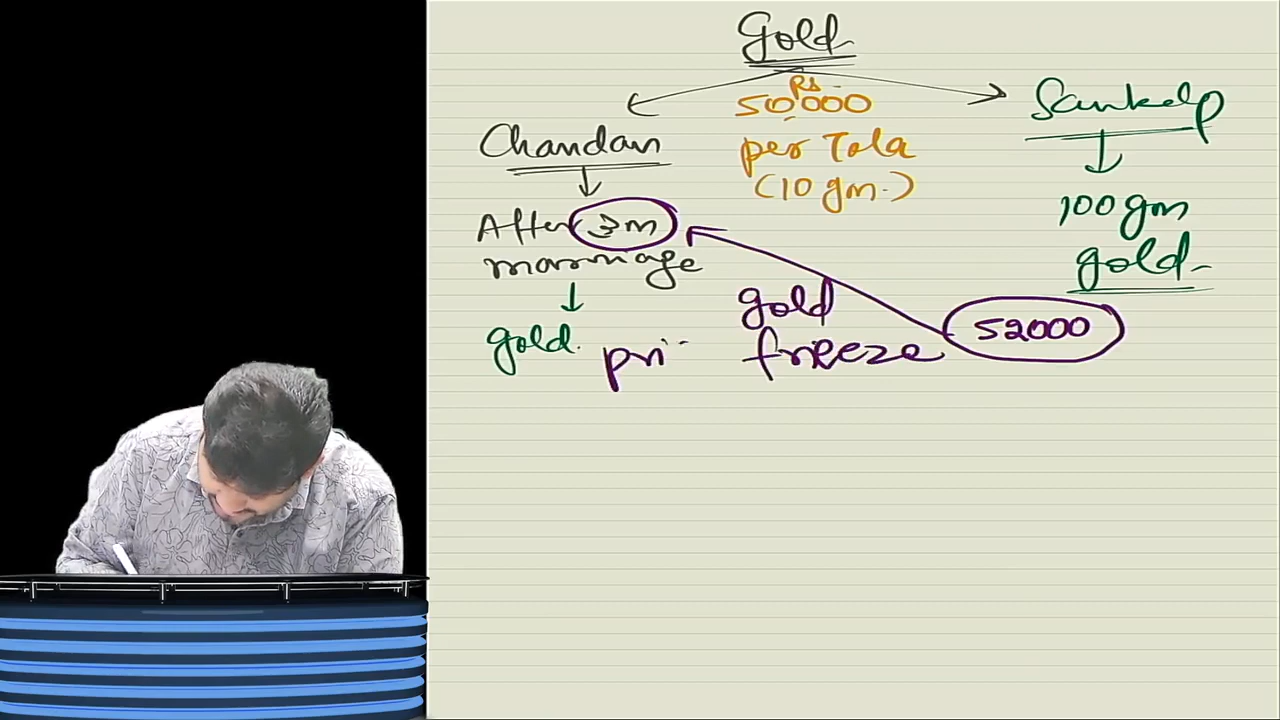 Gold
Rs.
50,000
per Tola
(10 gm.)
Chandan
After 3m
marriage
gold.
pri
gold
freeze
52000
Sankalp
100 gm
gold.